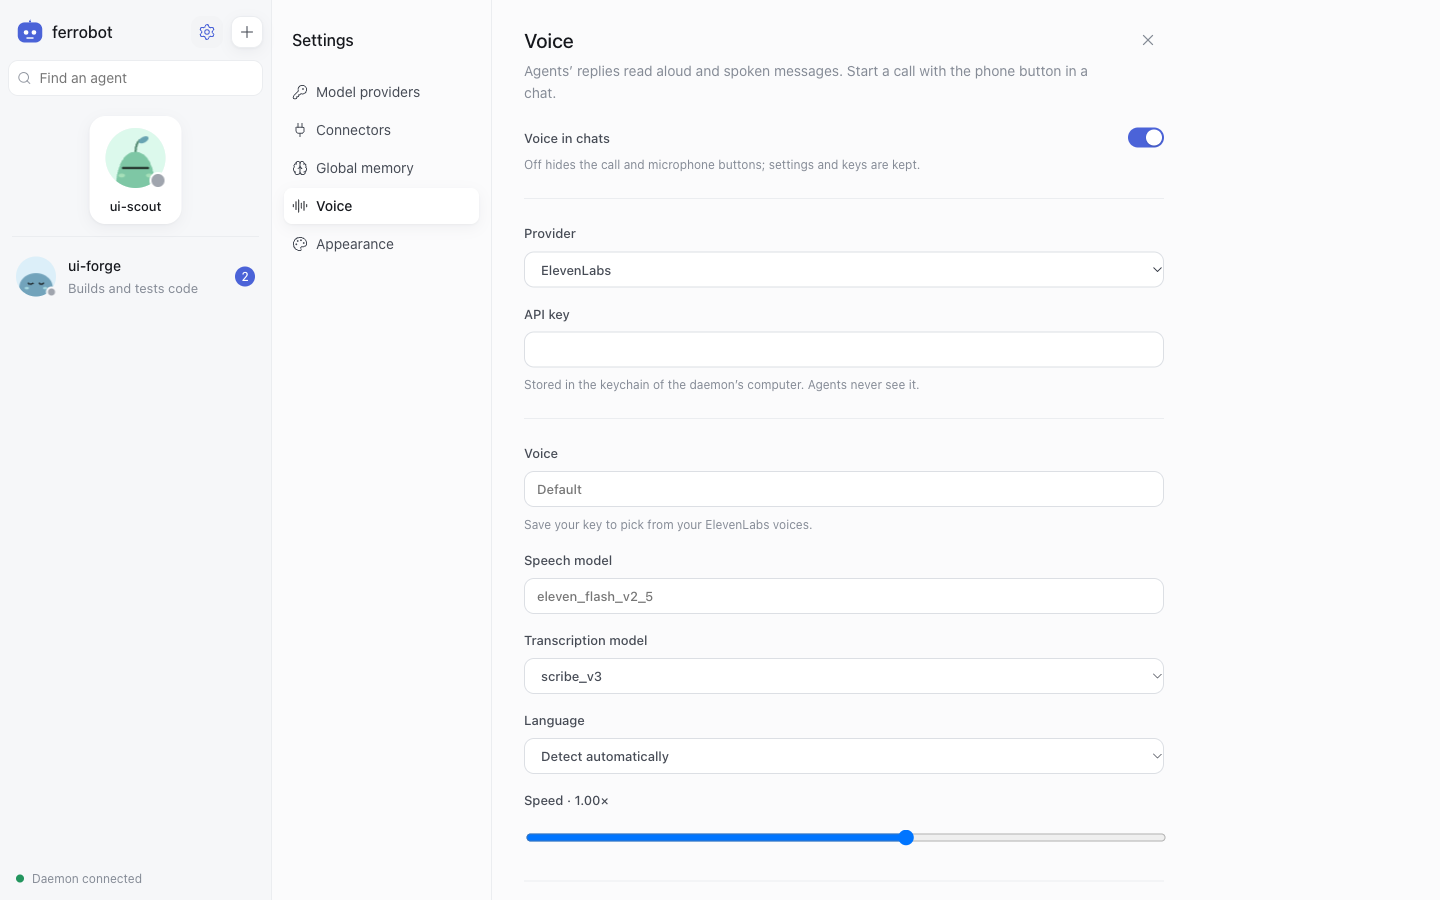 ferrobot
Find an agent
ui-scout
ui-forge
Builds and tests code
2
Daemon connected
Settings
Model providers
Connectors
Global memory
Voice
Appearance
Voice
Agents’ replies read aloud and spoken messages. Start a call with the phone button in a
chat.
Voice in chats
Off hides the call and microphone buttons; settings and keys are kept.
Provider
ElevenLabs
API key
Stored in the keychain of the daemon’s computer. Agents never see it.
Voice
Default
Save your key to pick from your ElevenLabs voices.
Speech model
eleven_flash_v2_5
Transcription model
scribe_v3
Language
Detect automatically
Speed · 1.00×